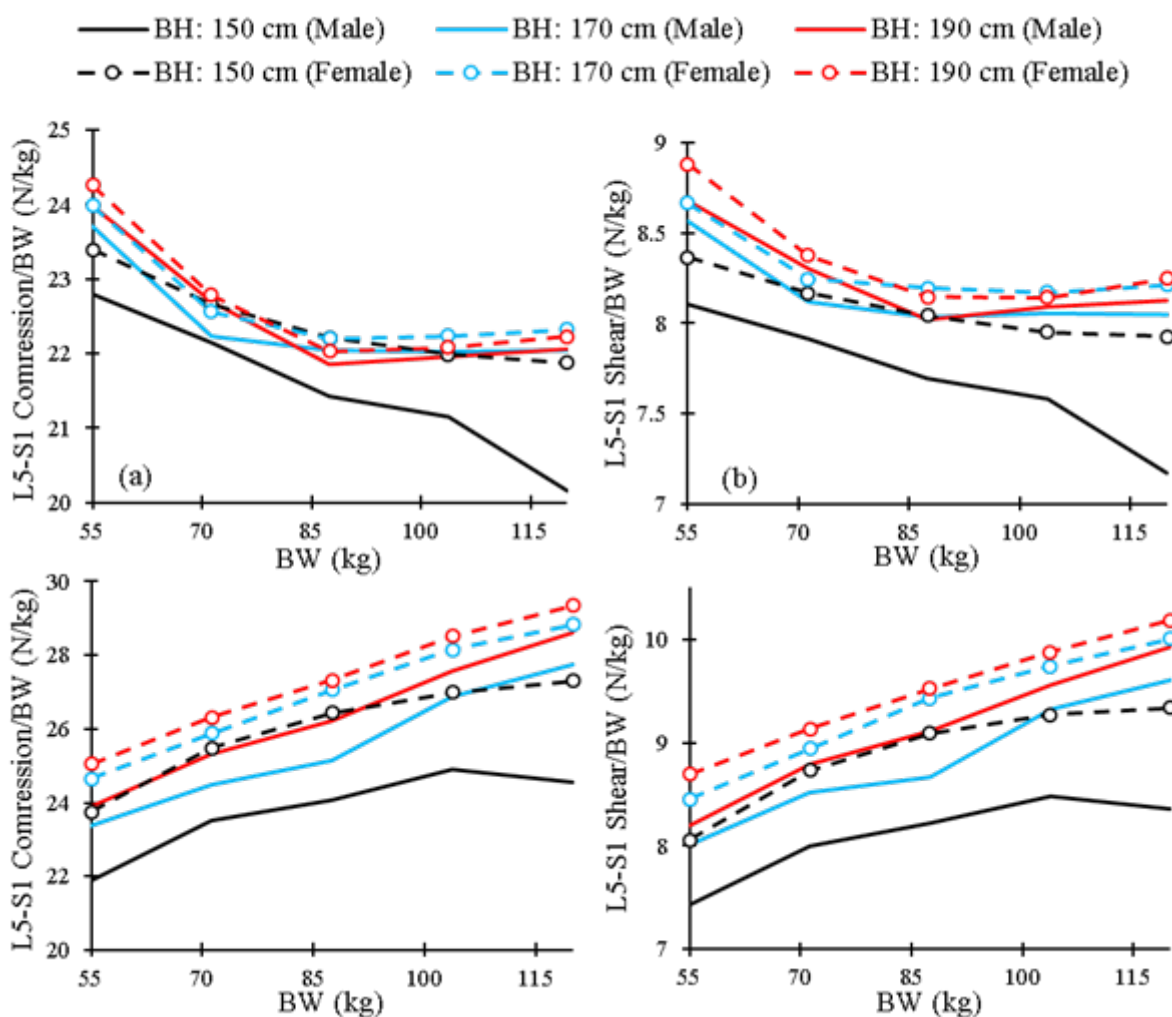 BH: 150 cm (Male) BH: 170 cm (Male) BH: 190 cm (Male)
BH: 150 cm (Female) BH: 170 cm (Female) BH: 190 cm (Female)
L5-S1 Comression/BW (N/kg)
25
24
23
22
21
20
(a)
55 70 85 100 115
BW (kg)
L5-S1 Shear/BW (N/kg)
9
8.5
8
7.5
7
(b)
55 70 85 100 115
BW (kg)
L5-S1 Comression/BW (N/kg)
30
28
26
24
22
20
55 70 85 100 115
BW (kg)
L5-S1 Shear/BW (N/kg)
10
9
8
7
55 70 85 100 115
BW (kg)